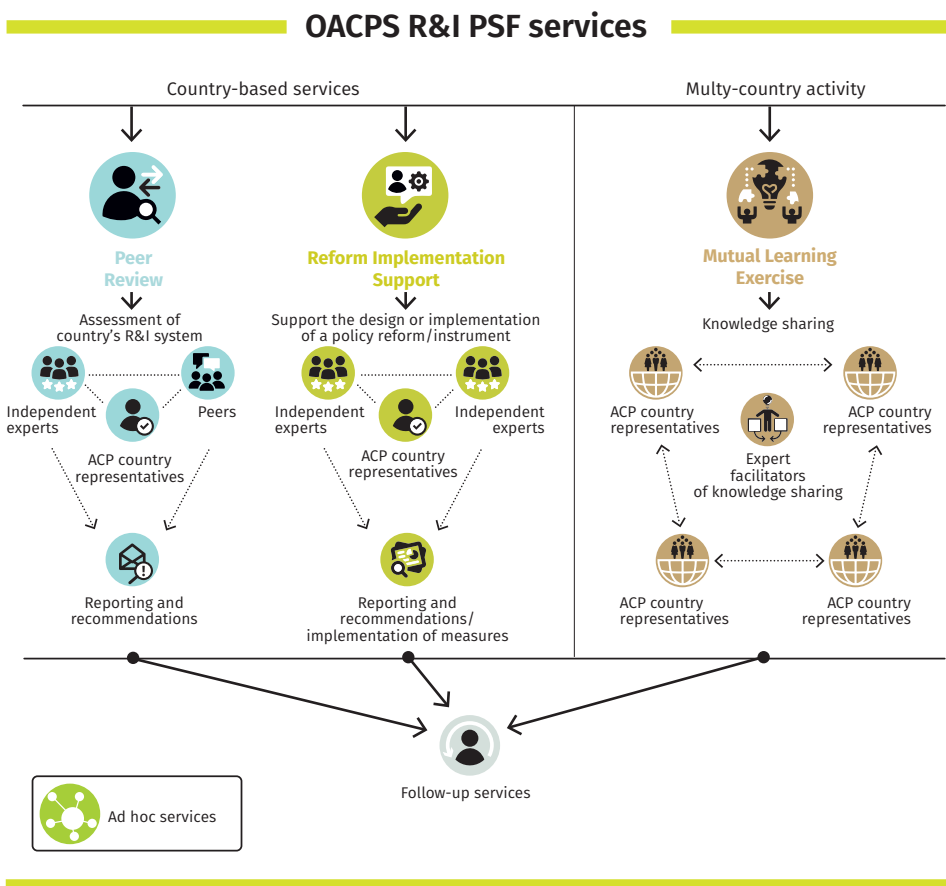 OACPS R&I PSF services
Country-based services
Multy-country activity
Peer
Review
Assessment of
country's R&I system
Independent
experts
Peers
ACP country
representatives
Reporting and
recommendations
Reform Implementation
Support
Support the design or implementation
of a policy reform/instrument
Independent
experts
Independent
experts
ACP country
representatives
Reporting and
recommendations/
implementation of measures
Mutual Learning
Exercise
Knowledge sharing
ACP country
representatives
ACP country
representatives
Expert
facilitators
of knowledge sharing
ACP country
representatives
ACP country
representatives
Follow-up services
Ad hoc services